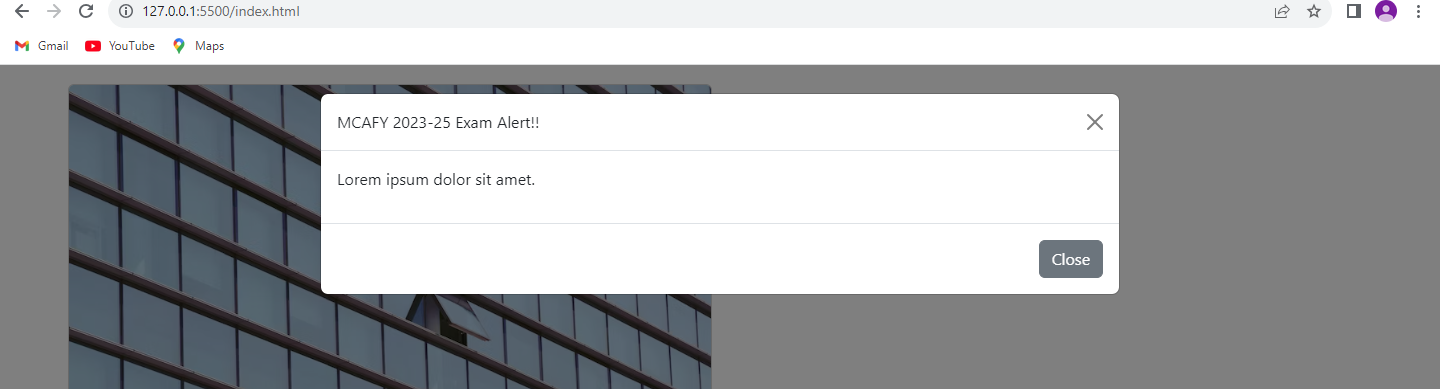 127.0.0.1:5500/index.html
Gmail YouTube Maps
MCAFY 2023-25 Exam Alert!!
Lorem ipsum dolor sit amet.
Close